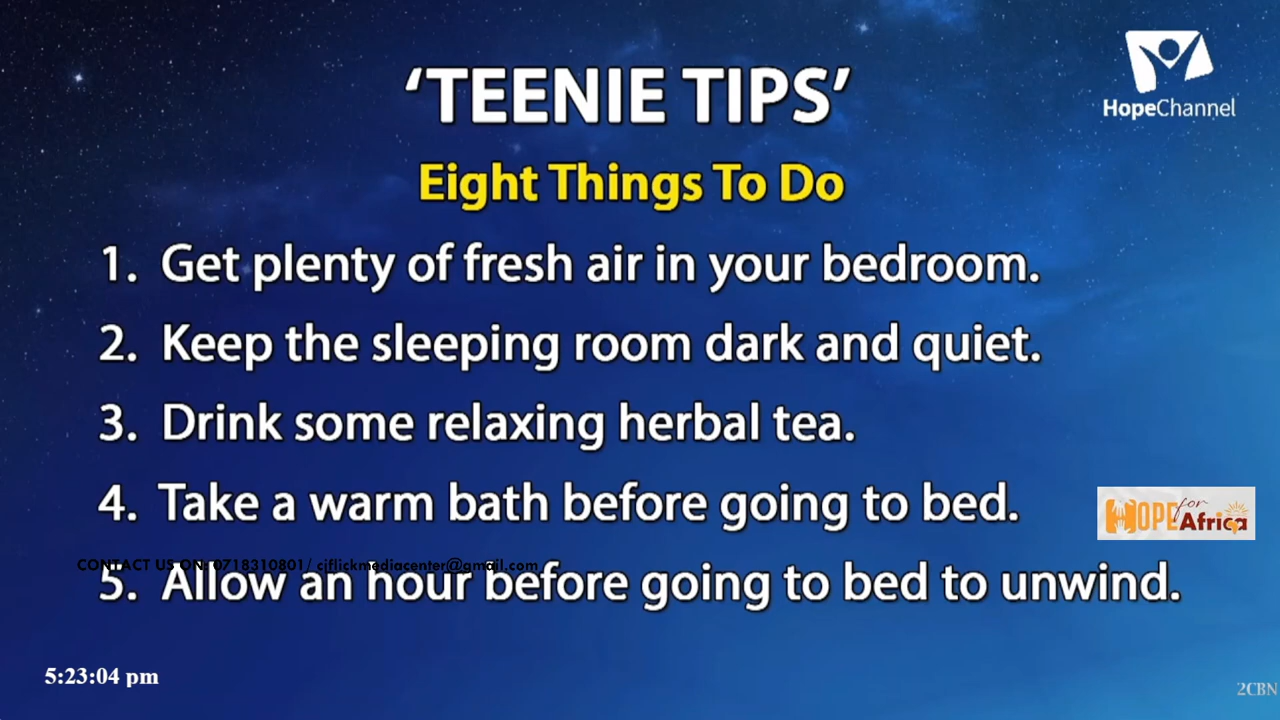 ‘TEENIE TIPS’
HopeChannel
Eight Things To Do
1. Get plenty of fresh air in your bedroom.
2. Keep the sleeping room dark and quiet.
3. Drink some relaxing herbal tea.
4. Take a warm bath before going to bed.
HOPE for Africa
CONTACT US ON: 0718310801/ cjflickmediacenter@gmail.com
5. Allow an hour before going to bed to unwind.
5:23:04 pm
2CBN